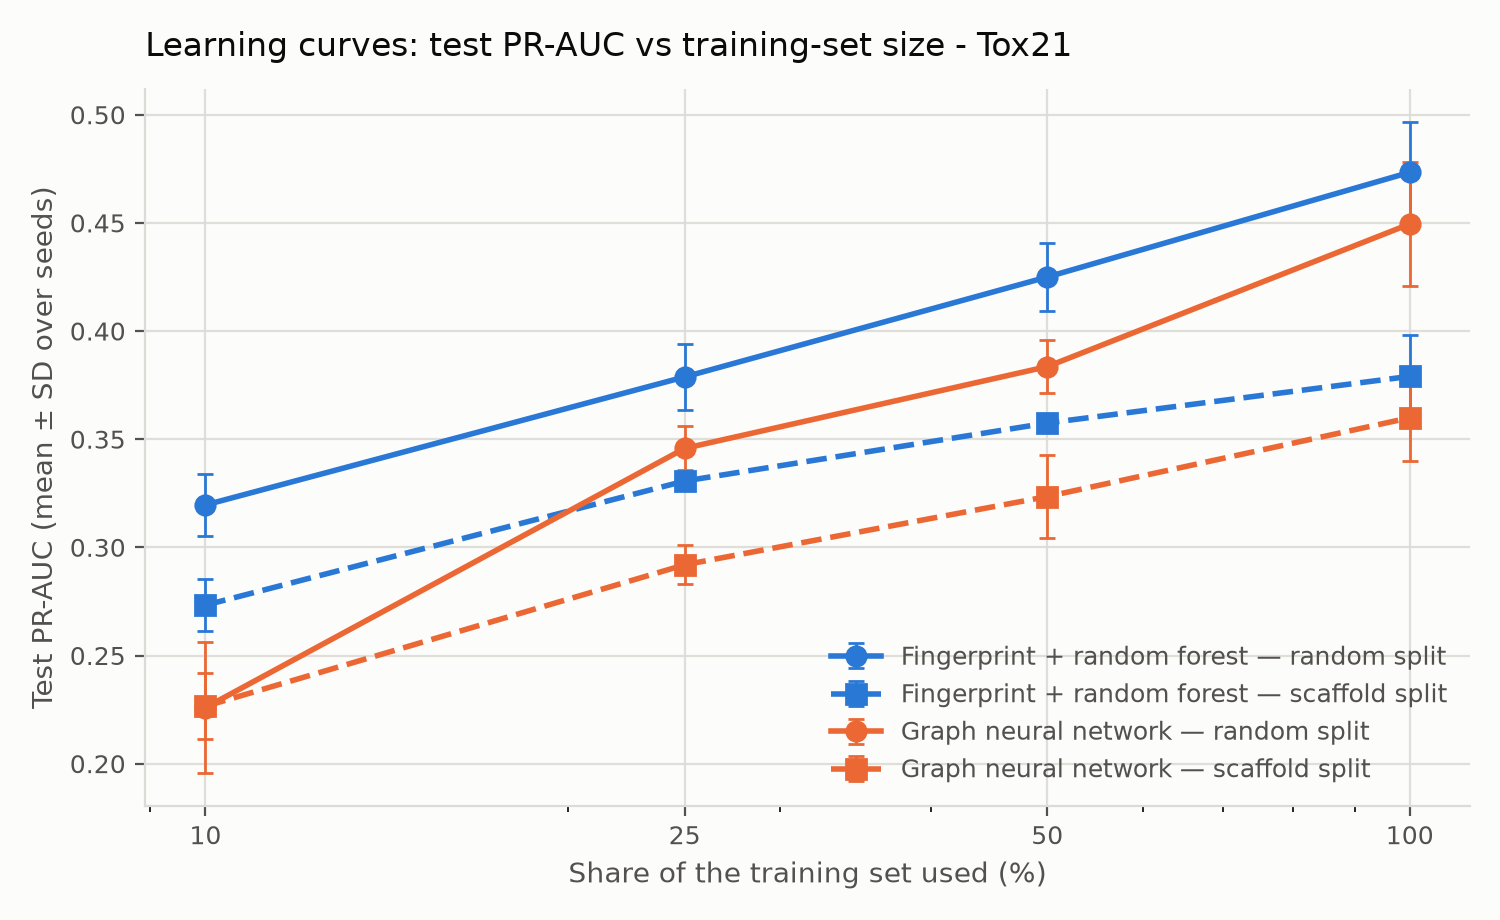 Learning curves: test PR-AUC vs training-set size - Tox21
Test PR-AUC (mean ± SD over seeds)
0.50
0.45
0.40
0.35
0.30
0.25
0.20
Fingerprint + random forest — random split
Fingerprint + random forest — scaffold split
Graph neural network — random split
Graph neural network — scaffold split
10 25 50 100
Share of the training set used (%)